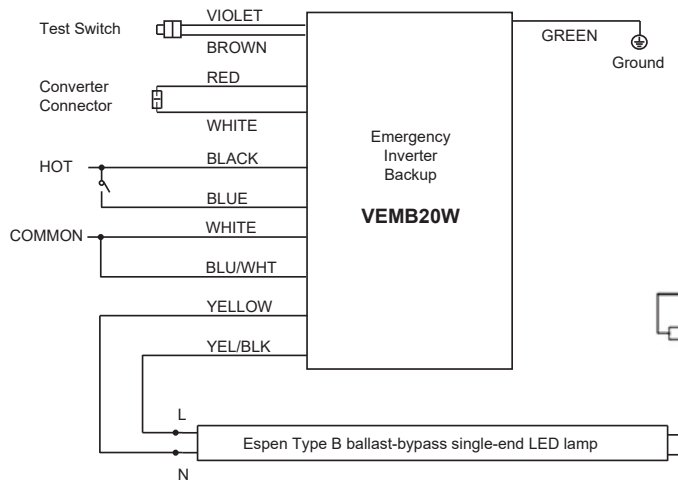 VIOLET
Test Switch
BROWN
GREEN
Ground
RED
Converter
Connector
WHITE
Emergency
Inverter
Backup
VEMB20W
HOT
BLACK
BLUE
COMMON
WHITE
BLU/WHT
YELLOW
YEL/BLK
L
Espen Type B ballast-bypass single-end LED lamp
N